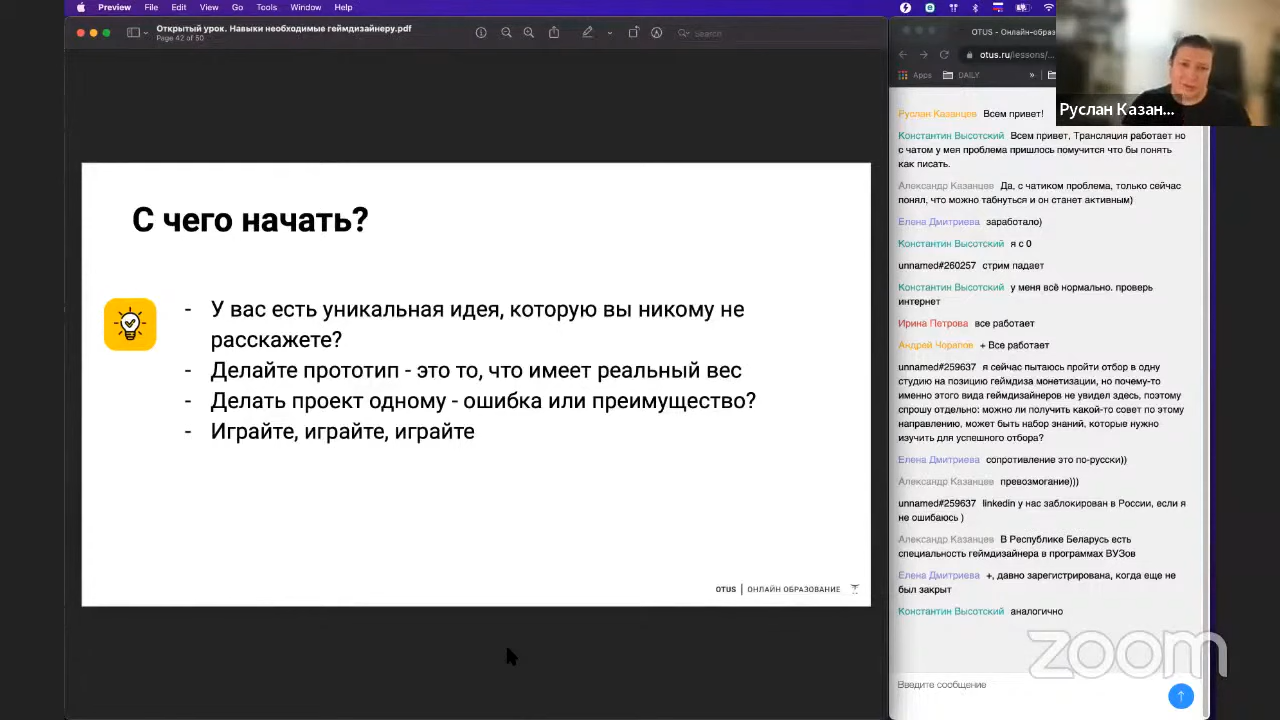 Preview File Edit View Go Tools Window Help
Открытый урок. Навыки необходимые геймдизайнеру.pdf
Page 42 of 50
Search
С чего начать?
- У вас есть уникальная идея, которую вы никому не
расскажете?
- Делайте прототип - это то, что имеет реальный вес
- Делать проект одному - ошибка или преимущество?
- Играйте, играйте, играйте
OTUS | ОНЛАЙН ОБРАЗОВАНИЕ
OTUS - Онлайн-образ
otus.ru/lessons/...
Apps DAILY »
Руслан Казан...
Руслан Казанцев Всем привет!
Константин Высотский Всем привет, Трансляция работает но
с чатом у мея проблема пришлось помучится что бы понять
как писать.
Александр Казанцев Да, с чатиком проблема, только сейчас
понял, что можно табнуться и он станет активным)
Елена Дмитриева заработало)
Константин Высотский я с 0
unnamed#260257 стрим падает
Константин Высотский у меня всё нормально. проверь
интернет
Ирина Петрова все работает
Андрей Чорапов + Все работает
unnamed#259637 я сейчас пытаюсь пройти отбор в одну
студию на позицию геймдиза монетизации, но почему-то
именно этого вида геймдизайнеров не увидел здесь, поэтому
спрошу отдельно: можно ли получить какой-то совет по этому
направлению, может быть набор знаний, которые нужно
изучить для успешного отбора?
Елена Дмитриева сопротивление это по-русски))
Александр Казанцев превозмогание)))
unnamed#259637 linkedin у нас заблокирован в России, если я
не ошибаюсь )
Александр Казанцев В Республике Беларусь есть
специальность геймдизайнера в программах ВУЗов
Елена Дмитриева +, давно зарегистрирована, когда еще не
был закрыт
Константин Высотский аналогично
zoom
Введите сообщение